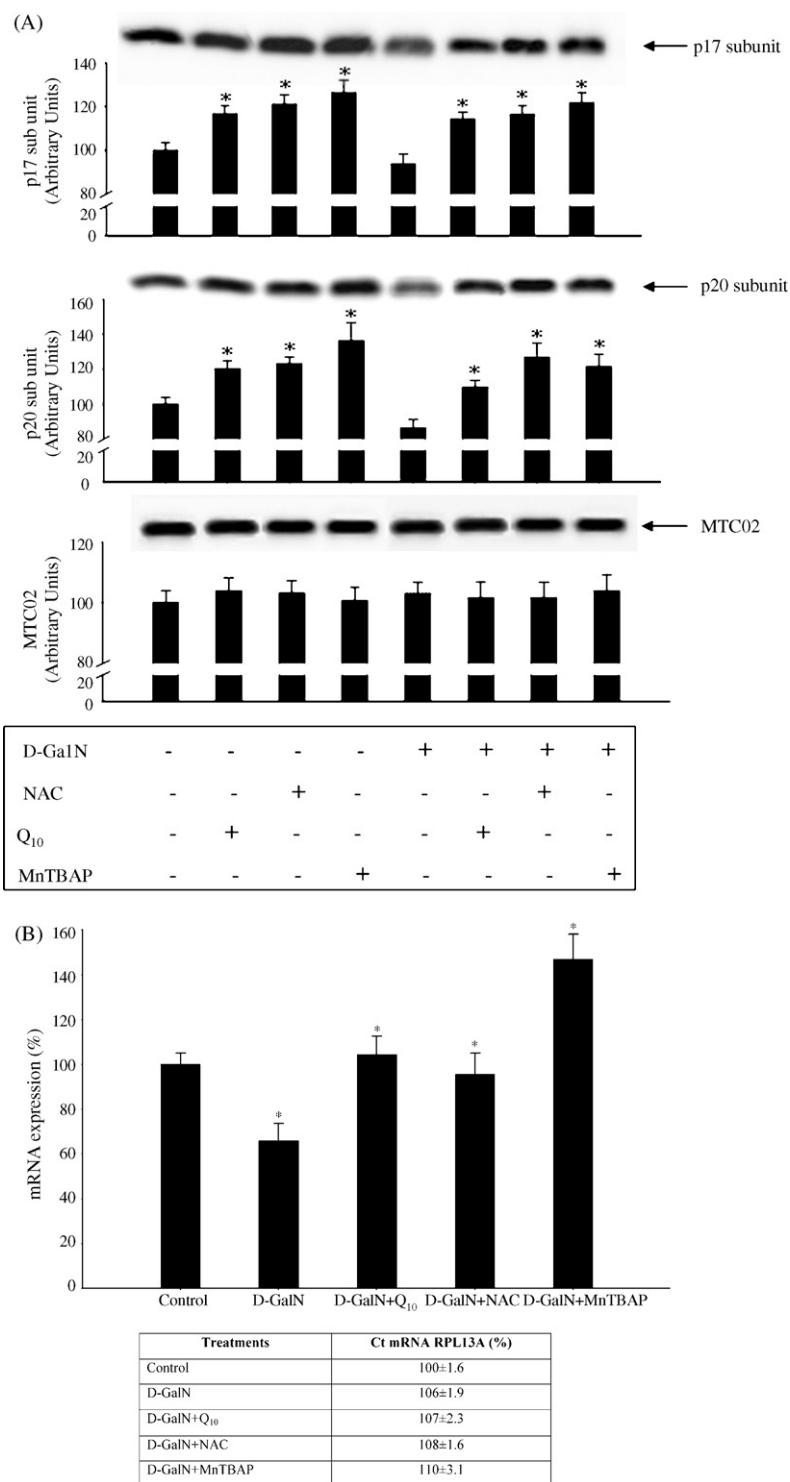 (A)
p17 subunit
p17 sub unit
(Arbitrary Units)
140
120
100
80
20
0
* * * * * *
p20 subunit
p20 sub unit
(Arbitrary Units)
160
140
120
100
80
20
0
* * * * * *
MTC02
MTC02
(Arbitrary Units)
120
100
80
20
0
D-GalN - - - - + + + +
NAC - - + - - - + -
Q10 - + - - - + - -
MnTBAP - - - + - - - +
(B)
mRNA expression (%)
160
140
120
100
80
60
40
20
0
* * * *
Control D-GalN D-GalN+Q10 D-GalN+NAC D-GalN+MnTBAP
Treatments Ct mRNA RPL13A (%)
Control 100±1.6
D-GalN 106±1.9
D-GalN+Q10 107±2.3
D-GalN+NAC 108±1.6
D-GalN+MnTBAP 110±3.1